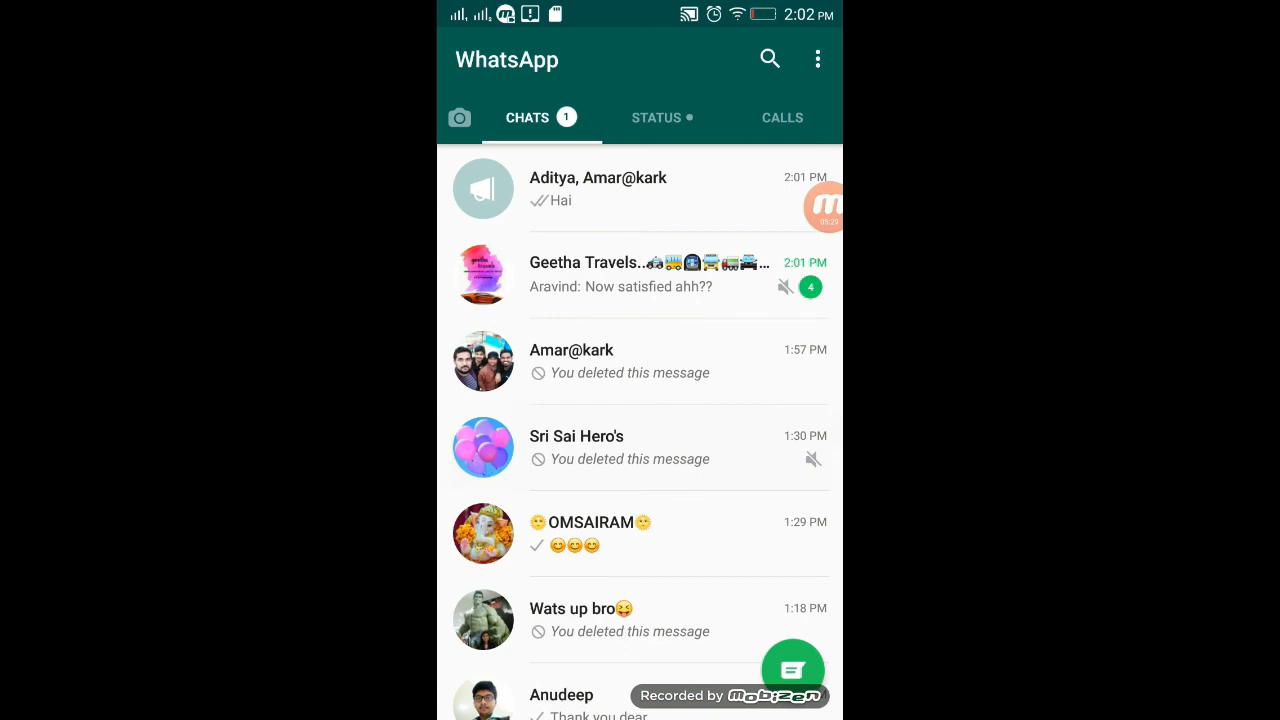 2:02 PM
WhatsApp
CHATS 1
STATUS
CALLS
Aditya, Amar@kark 2:01 PM
Hai
05:29
Geetha Travels..🚓🚌🚇🚍🚛🚙... 2:01 PM
Aravind: Now satisfied ahh?? 4
Amar@kark 1:57 PM
You deleted this message
Sri Sai Hero's 1:30 PM
You deleted this message
🌞OMSAIRAM🌞 1:29 PM
😊😊😊
Wats up bro😝 1:18 PM
You deleted this message
Anudeep
Thank you dear
Recorded by mobizen